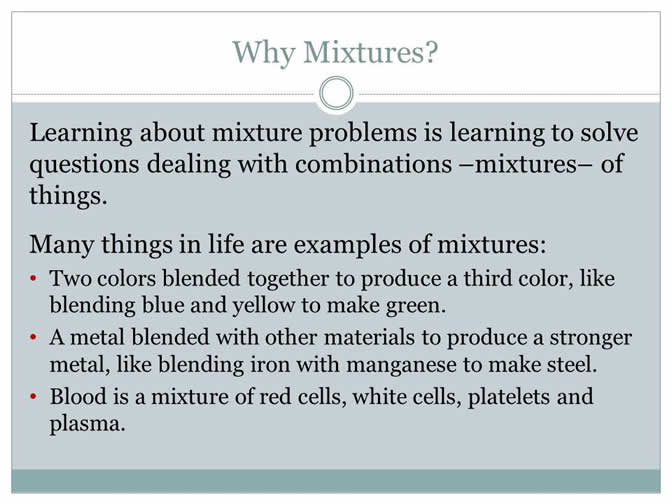 Why Mixtures?
Learning about mixture problems is learning to solve
questions dealing with combinations –mixtures– of
things.
Many things in life are examples of mixtures:
• Two colors blended together to produce a third color, like
blending blue and yellow to make green.
• A metal blended with other materials to produce a stronger
metal, like blending iron with manganese to make steel.
• Blood is a mixture of red cells, white cells, platelets and
plasma.